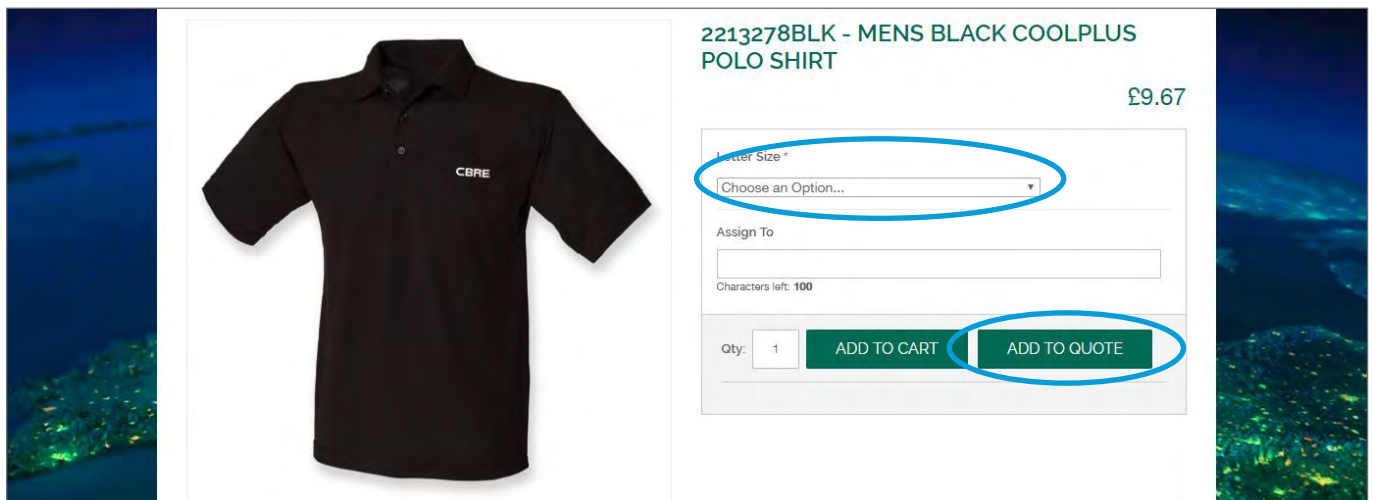 2213278BLK - MENS BLACK COOLPLUS
POLO SHIRT
£9.67
CBRE
Letter Size *
Choose an Option...
Assign To
Characters left: 100
Qty: 1 ADD TO CART ADD TO QUOTE